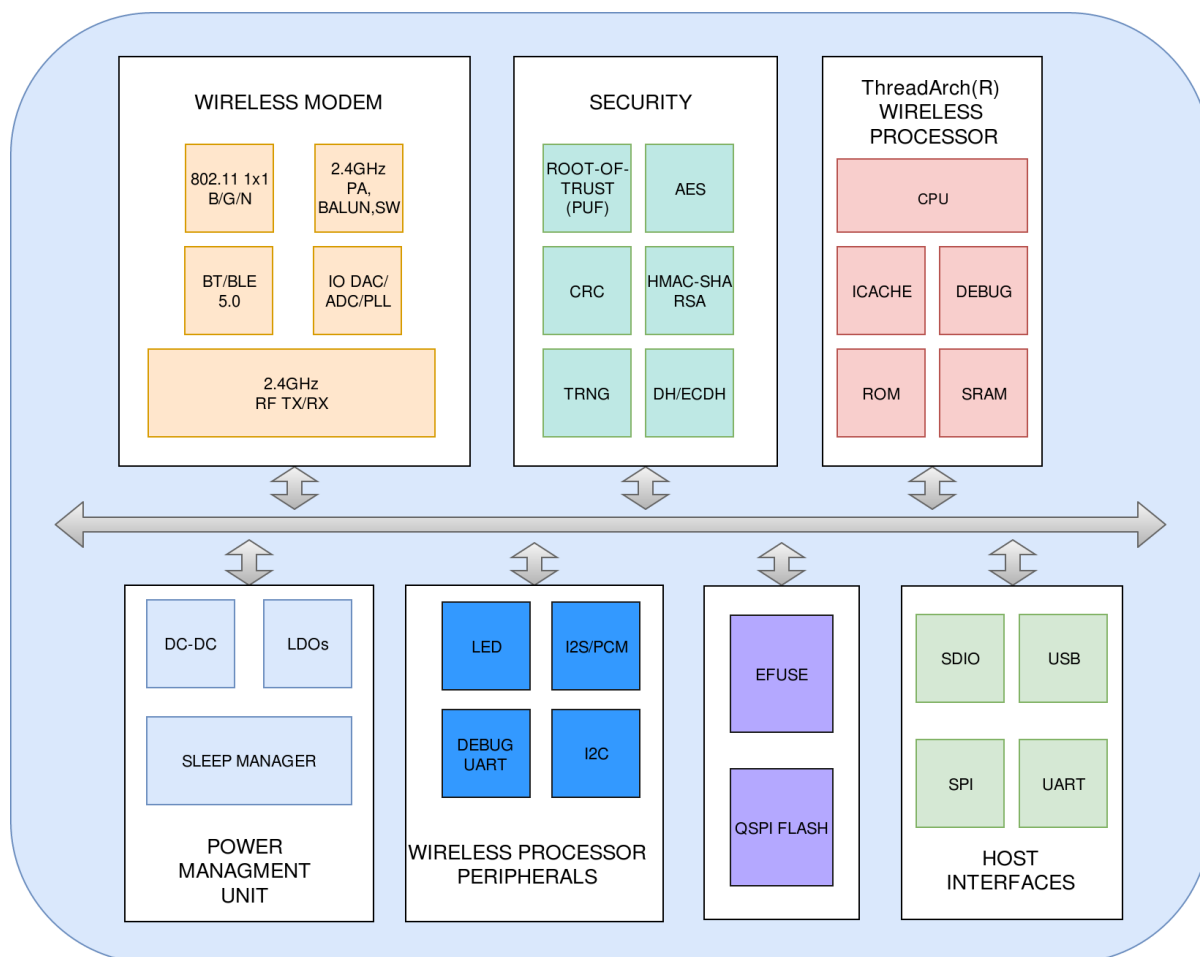 WIRELESS MODEM
802.11 1x1
B/G/N
2.4GHz
PA,
BALUN,SW
BT/BLE
5.0
IO DAC/
ADC/PLL
2.4GHz
RF TX/RX
SECURITY
ROOT-OF-
TRUST
(PUF)
AES
CRC
HMAC-SHA
RSA
TRNG
DH/ECDH
ThreadArch(R)
WIRELESS
PROCESSOR
CPU
ICACHE
DEBUG
ROM
SRAM
DC-DC
LDOs
SLEEP MANAGER
POWER
MANAGMENT
UNIT
LED
I2S/PCM
DEBUG
UART
I2C
WIRELESS PROCESSOR
PERIPHERALS
EFUSE
QSPI FLASH
SDIO
USB
SPI
UART
HOST
INTERFACES